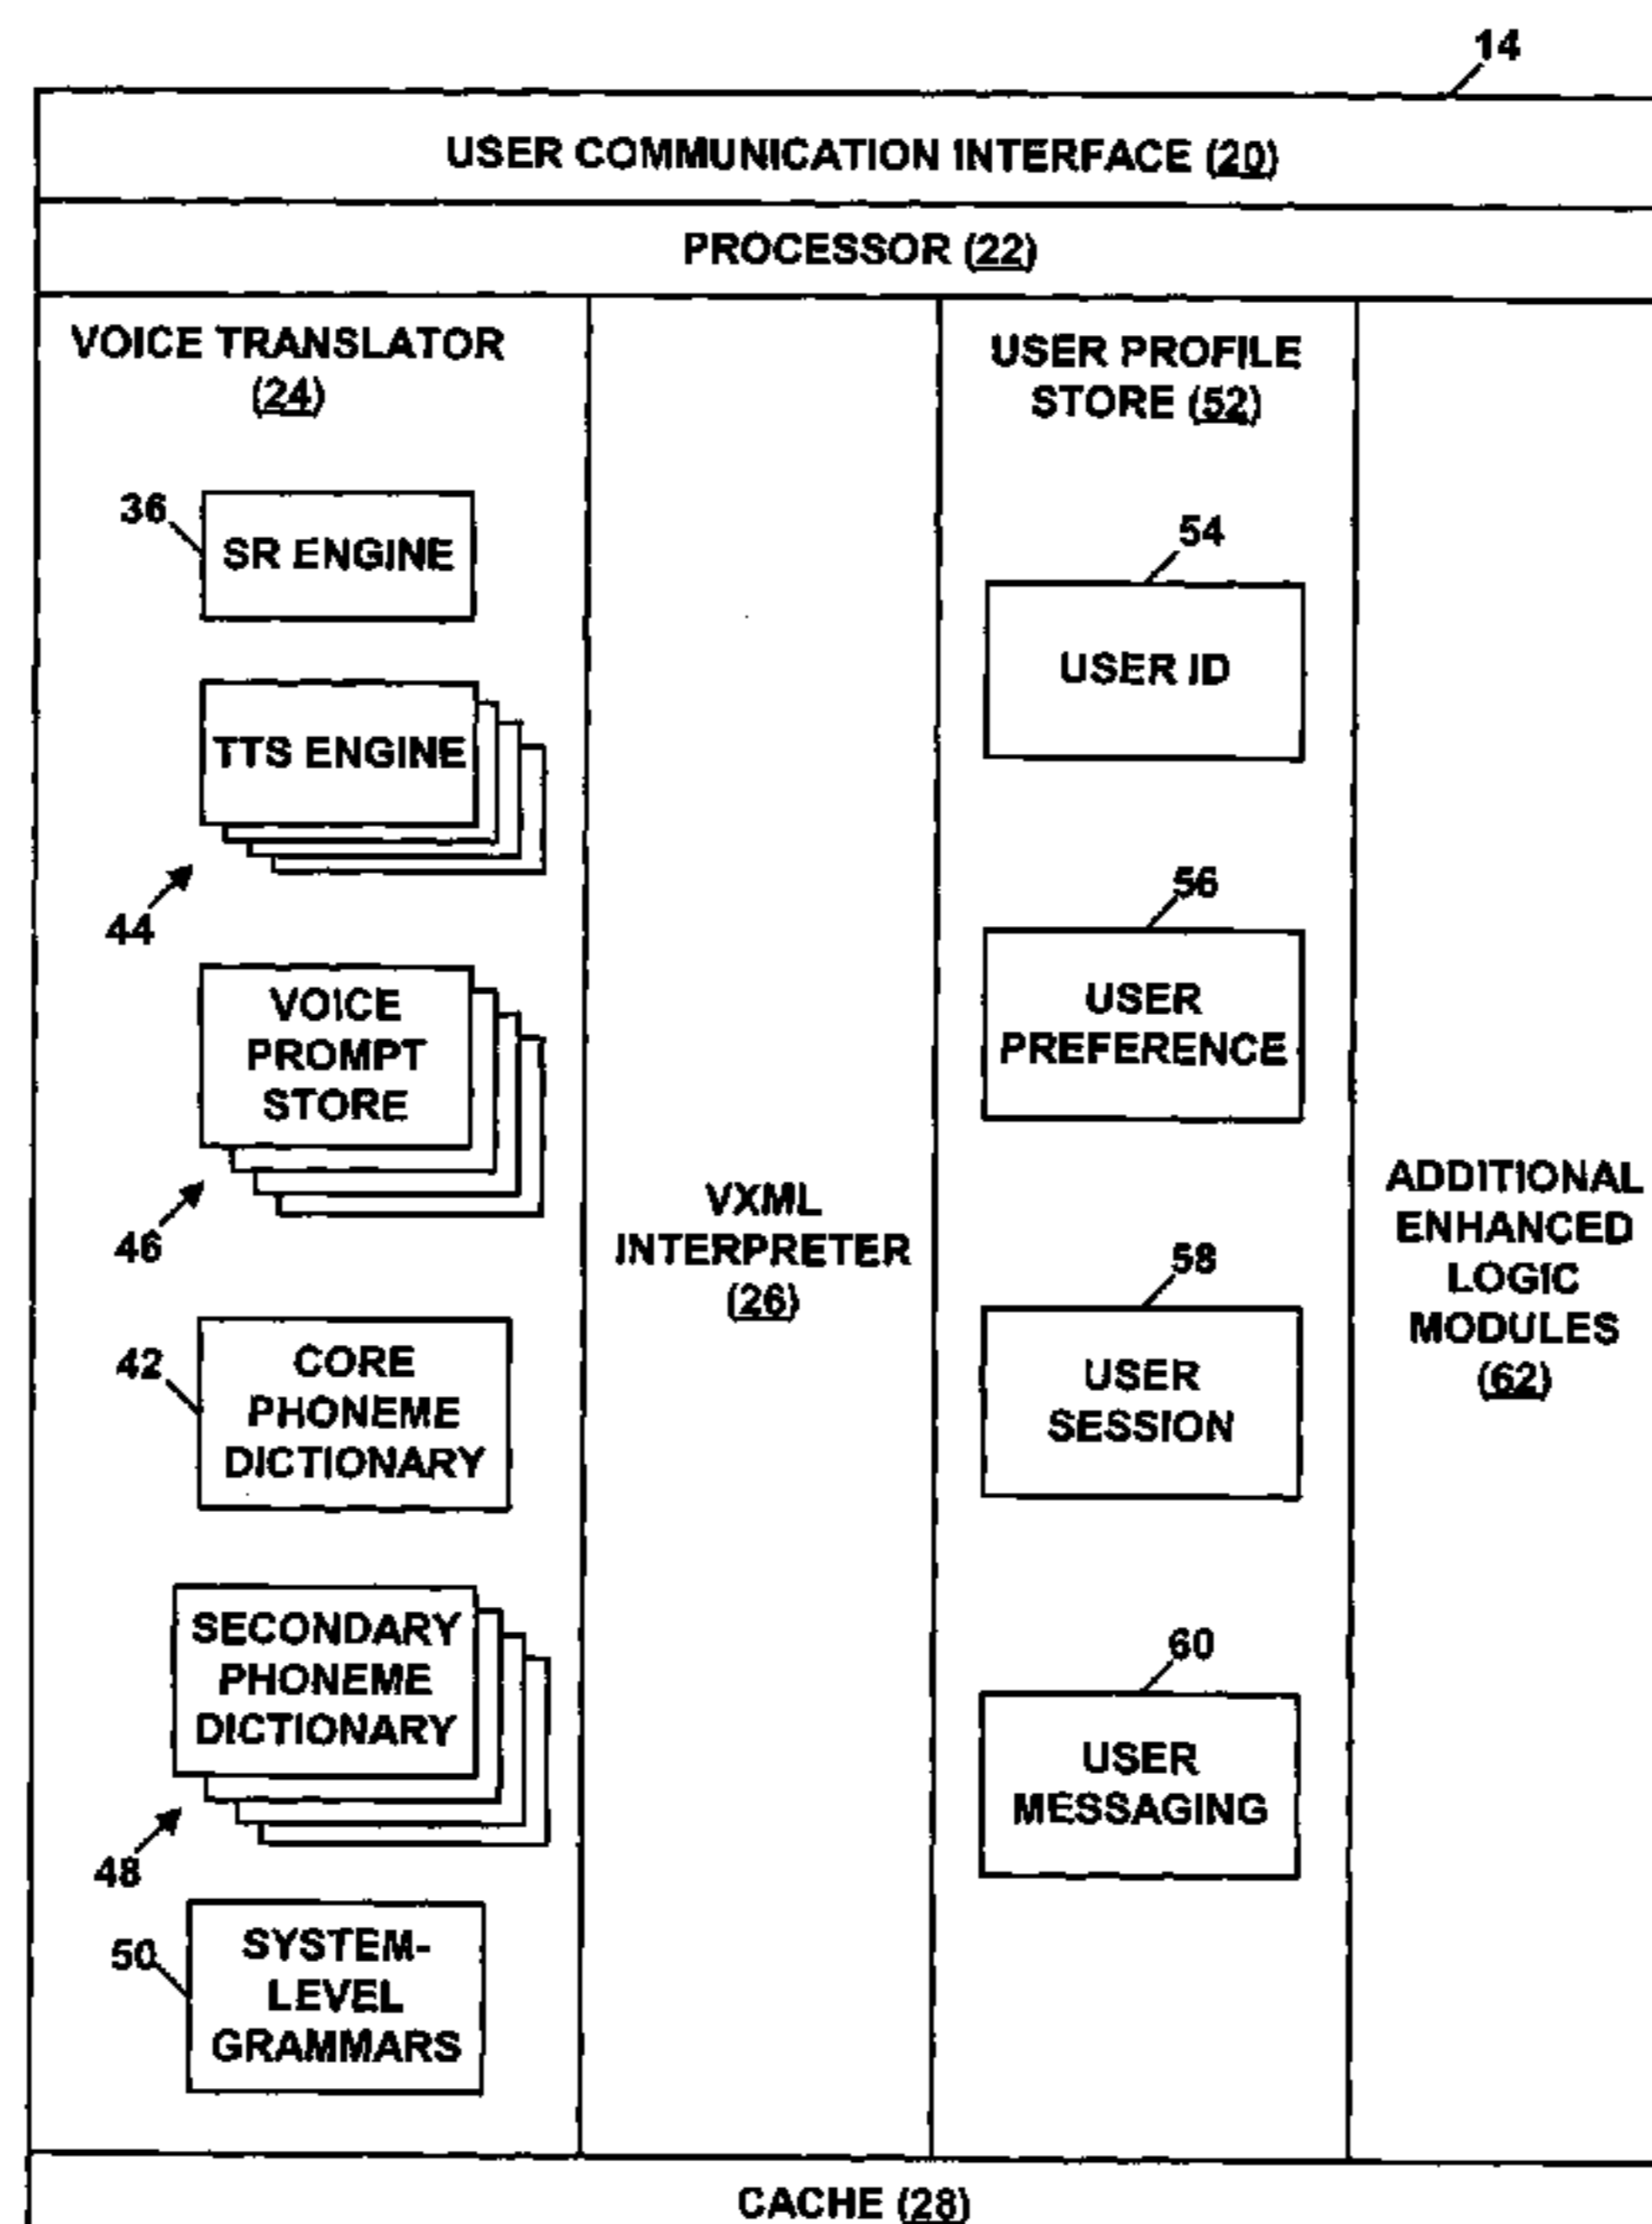 14
USER COMMUNICATION INTERFACE (20)
PROCESSOR (22)
VOICE TRANSLATOR
(24)
36
SR ENGINE
TTS ENGINE
44
VOICE
PROMPT
STORE
46
42
CORE
PHONEME
DICTIONARY
SECONDARY
PHONEME
DICTIONARY
48
50
SYSTEM-
LEVEL
GRAMMARS
VXML
INTERPRETER
(26)
USER PROFILE
STORE (52)
54
USER ID
56
USER
PREFERENCE
58
USER
SESSION
60
USER
MESSAGING
ADDITIONAL
ENHANCED
LOGIC
MODULES
(62)
CACHE (28)